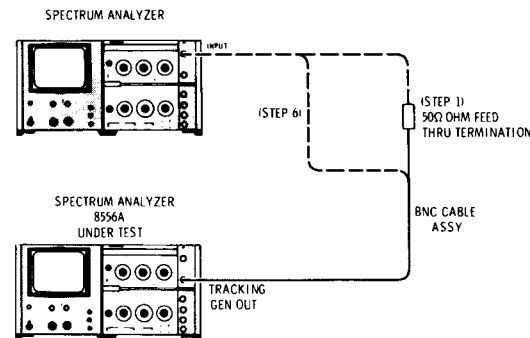 SPECTRUM ANALYZER
INPUT
(STEP 1)
50Ω OHM FEED
THRU TERMINATION
(STEP 6)
SPECTRUM ANALYZER
8556A
UNDER TEST
BNC CABLE
ASSY
TRACKING
GEN OUT